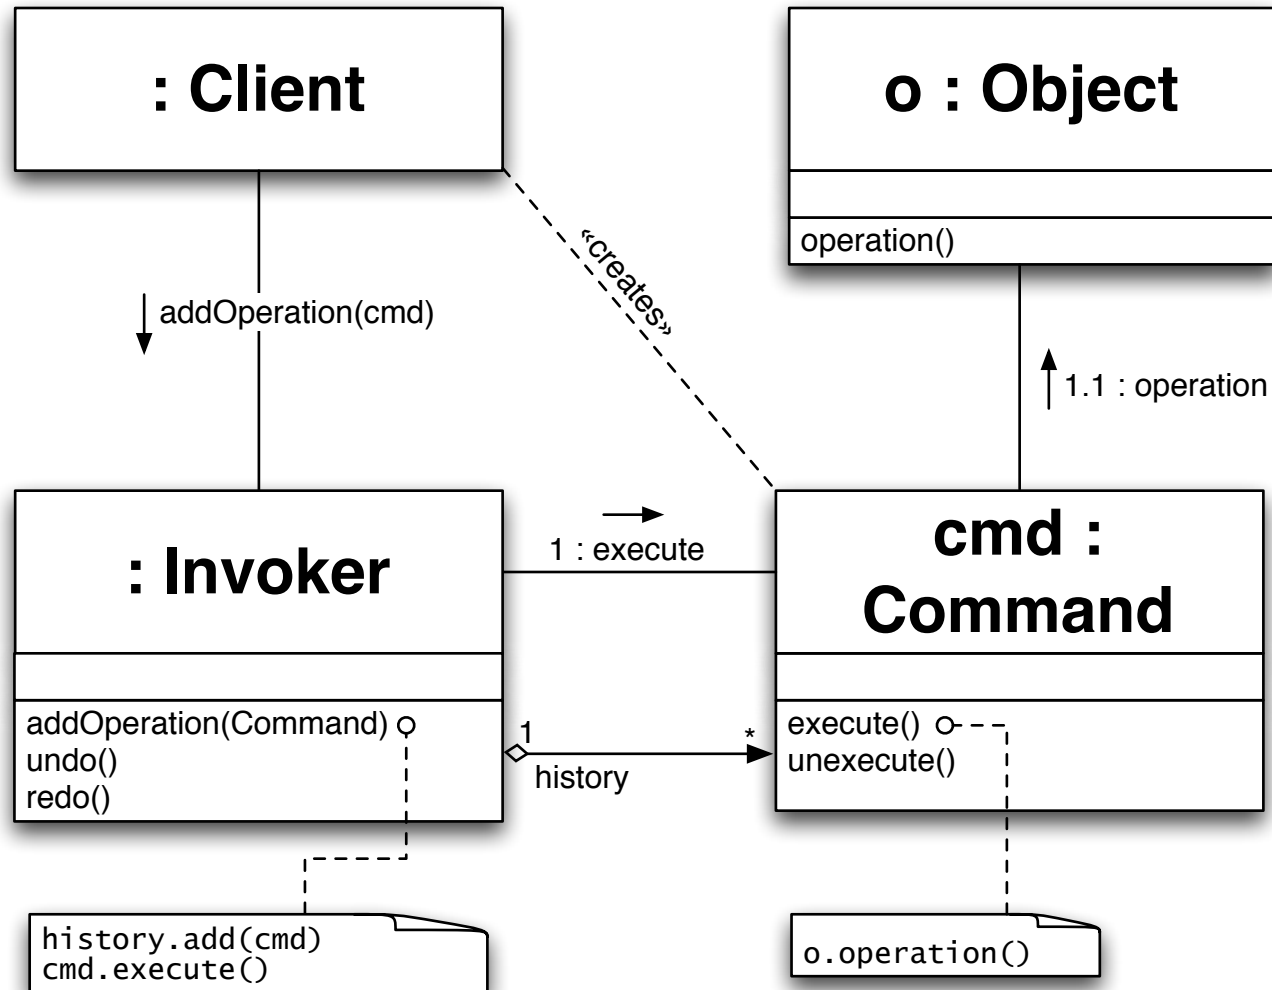 : Client
o : Object
operation()
«creates»
addOperation(cmd)
1.1 : operation
: Invoker
1 : execute
cmd :
Command
addOperation(Command)
undo()
redo()
1
*
history
execute()
unexecute()
history.add(cmd)
cmd.execute()
o.operation()